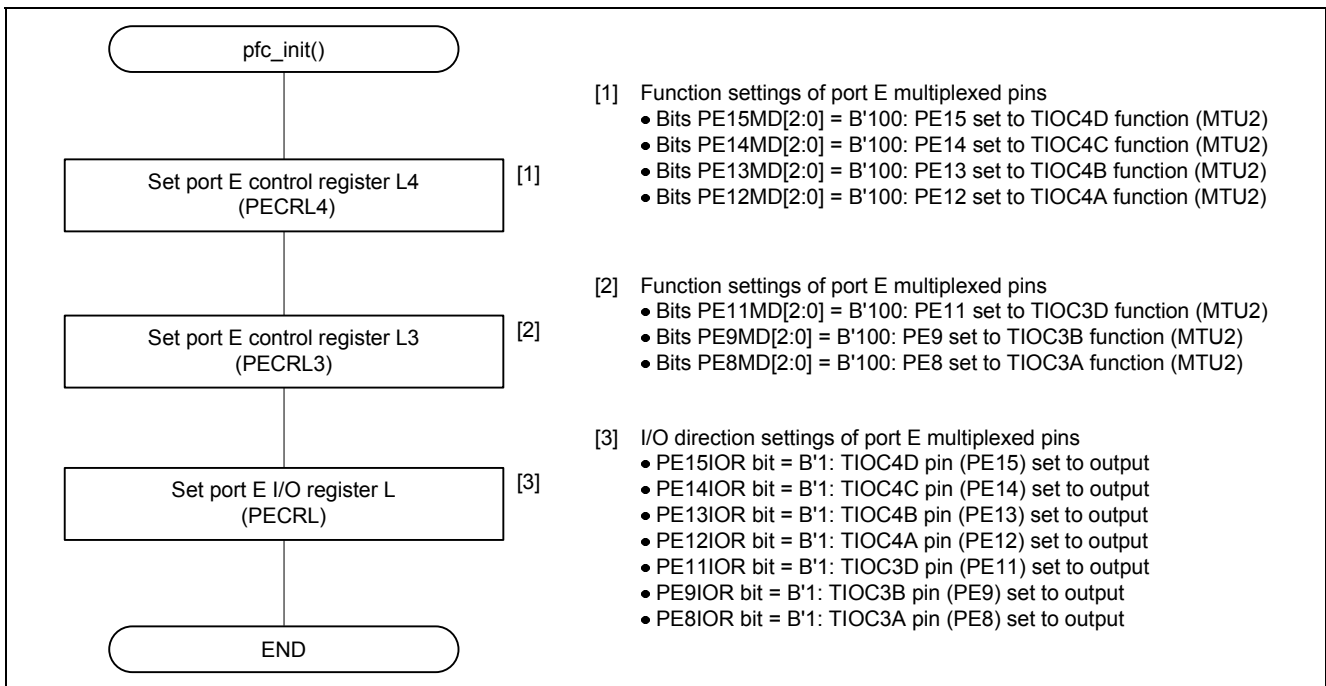 pfc_init()
Set port E control register L4
(PECRL4)
[1]
Set port E control register L3
(PECRL3)
[2]
Set port E I/O register L
(PECRL)
[3]
END
[1] Function settings of port E multiplexed pins
• Bits PE15MD[2:0] = B'100: PE15 set to TIOC4D function (MTU2)
• Bits PE14MD[2:0] = B'100: PE14 set to TIOC4C function (MTU2)
• Bits PE13MD[2:0] = B'100: PE13 set to TIOC4B function (MTU2)
• Bits PE12MD[2:0] = B'100: PE12 set to TIOC4A function (MTU2)
[2] Function settings of port E multiplexed pins
• Bits PE11MD[2:0] = B'100: PE11 set to TIOC3D function (MTU2)
• Bits PE9MD[2:0] = B'100: PE9 set to TIOC3B function (MTU2)
• Bits PE8MD[2:0] = B'100: PE8 set to TIOC3A function (MTU2)
[3] I/O direction settings of port E multiplexed pins
• PE15IOR bit = B'1: TIOC4D pin (PE15) set to output
• PE14IOR bit = B'1: TIOC4C pin (PE14) set to output
• PE13IOR bit = B'1: TIOC4B pin (PE13) set to output
• PE12IOR bit = B'1: TIOC4A pin (PE12) set to output
• PE11IOR bit = B'1: TIOC3D pin (PE11) set to output
• PE9IOR bit = B'1: TIOC3B pin (PE9) set to output
• PE8IOR bit = B'1: TIOC3A pin (PE8) set to output